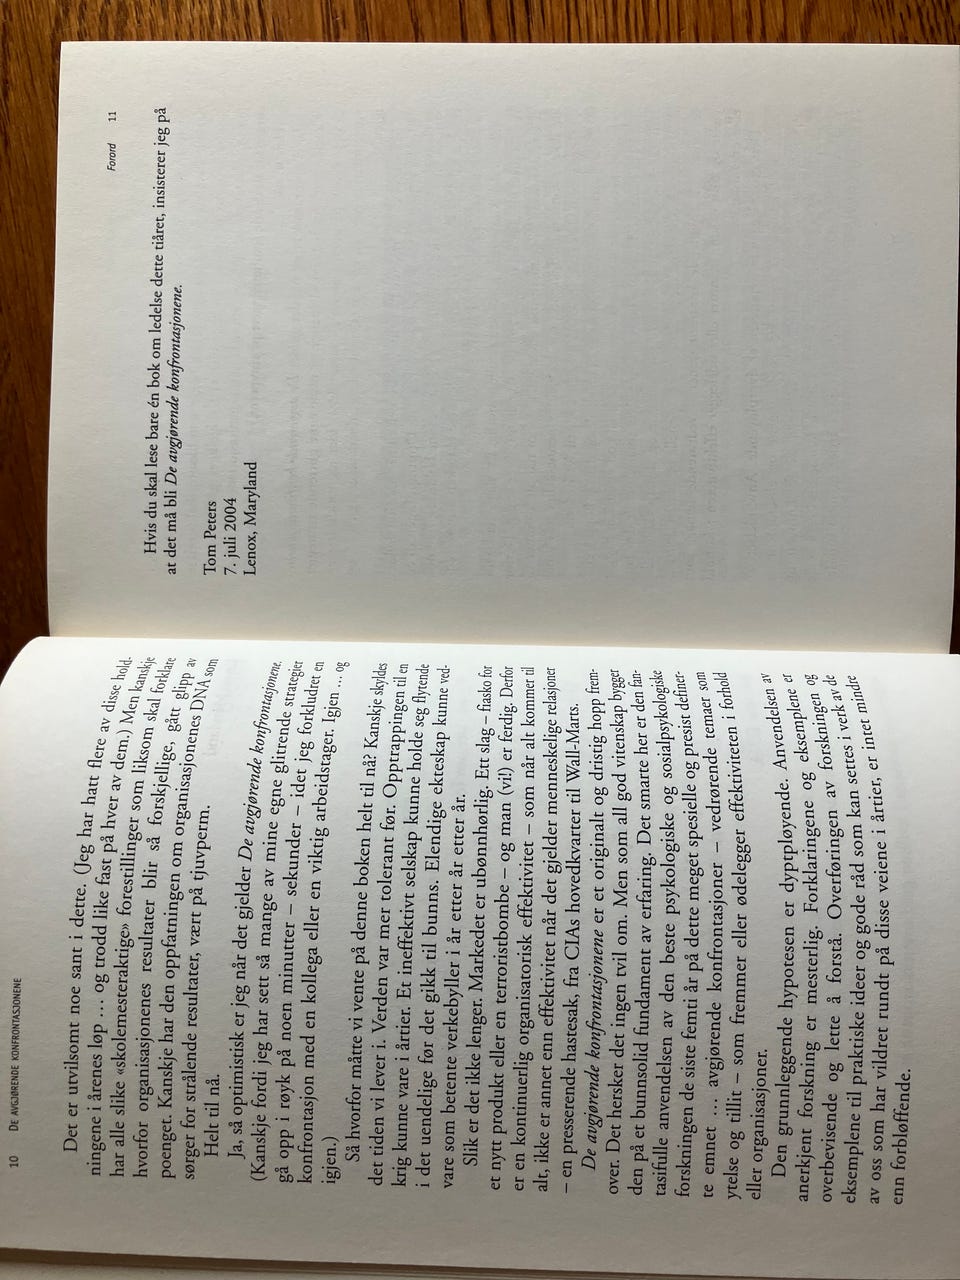 10 DE AVGJØRENDE KONFRONTASJONENE
Det er utvilsomt noe sant i dette. (Jeg har hatt flere av disse hold-
ningene i årenes løp … og trodd like fast på hver av dem.) Men kanskje
har alle slike «skolemesteraktige» forestillinger som liksom skal forklare
hvorfor organisasjonenes resultater blir så forskjellige, gått glipp av
poenget. Kanskje har den oppfatningen om organisasjonenes DNA som
sørger for strålende resultater, vært på tjuvperm.
Helt til nå.
Ja, så optimistisk er jeg når det gjelder De avgjørende konfrontasjonene.
(Kanskje fordi jeg har sett så mange av mine egne glitrende strategier
gå opp i røyk på noen minutter – sekunder – idet jeg forkludret en
konfrontasjon med en kollega eller en viktig arbeidstager. Igjen … og
igjen.)
Så hvorfor måtte vi vente på denne boken helt til nå? Kanskje skyldes
det tiden vi lever i. Verden var mer tolerant før. Opptrappingen til en
krig kunne vare i årtier. Et ineffektivt selskap kunne holde seg flytende
i det uendelige før det gikk til bunns. Elendige ekteskap kunne ved-
vare som betente verkebyller i år etter år etter år.
Slik er det ikke lenger. Markedet er ubønnhørlig. Ett slag – fiasko for
et nytt produkt eller en terroristbombe – og man (vi!) er ferdig. Derfor
er en kontinuerlig organisatorisk effektivitet – som når alt kommer til
alt, ikke er annet enn effektivitet når det gjelder menneskelige relasjoner
– en presserende hastesak, fra CIAs hovedkvarter til Wall-Marts.
De avgjørende konfrontasjonene er et originalt og dristig hopp frem-
over. Det hersker det ingen tvil om. Men som all god vitenskap bygger
den på et bunnsolid fundament av erfaring. Det smarte her er den fan-
tasifulle anvendelsen av den beste psykologiske og sosialpsykologiske
forskningen de siste femti år på dette meget spesielle og presist definer-
te emnet … avgjørende konfrontasjoner – vedrørende temaer som
ytelse og tillit – som fremmer eller ødelegger effektiviteten i forhold
eller organisasjoner.
Den grunnleggende hypotesen er dyptpløyende. Anvendelsen av
anerkjent forskning er mesterlig. Forklaringene og eksemplene er
overbevisende og lette å forstå. Overføringen av forskningen og
eksemplene til praktiske ideer og gode råd som kan settes i verk av de
av oss som har vildret rundt på disse veiene i årtier, er intet mindre
enn forbløffende.
Forord 11
Hvis du skal lese bare én bok om ledelse dette tiåret, insisterer jeg på
at det må bli De avgjørende konfrontasjonene.
Tom Peters
7. juli 2004
Lenox, Maryland